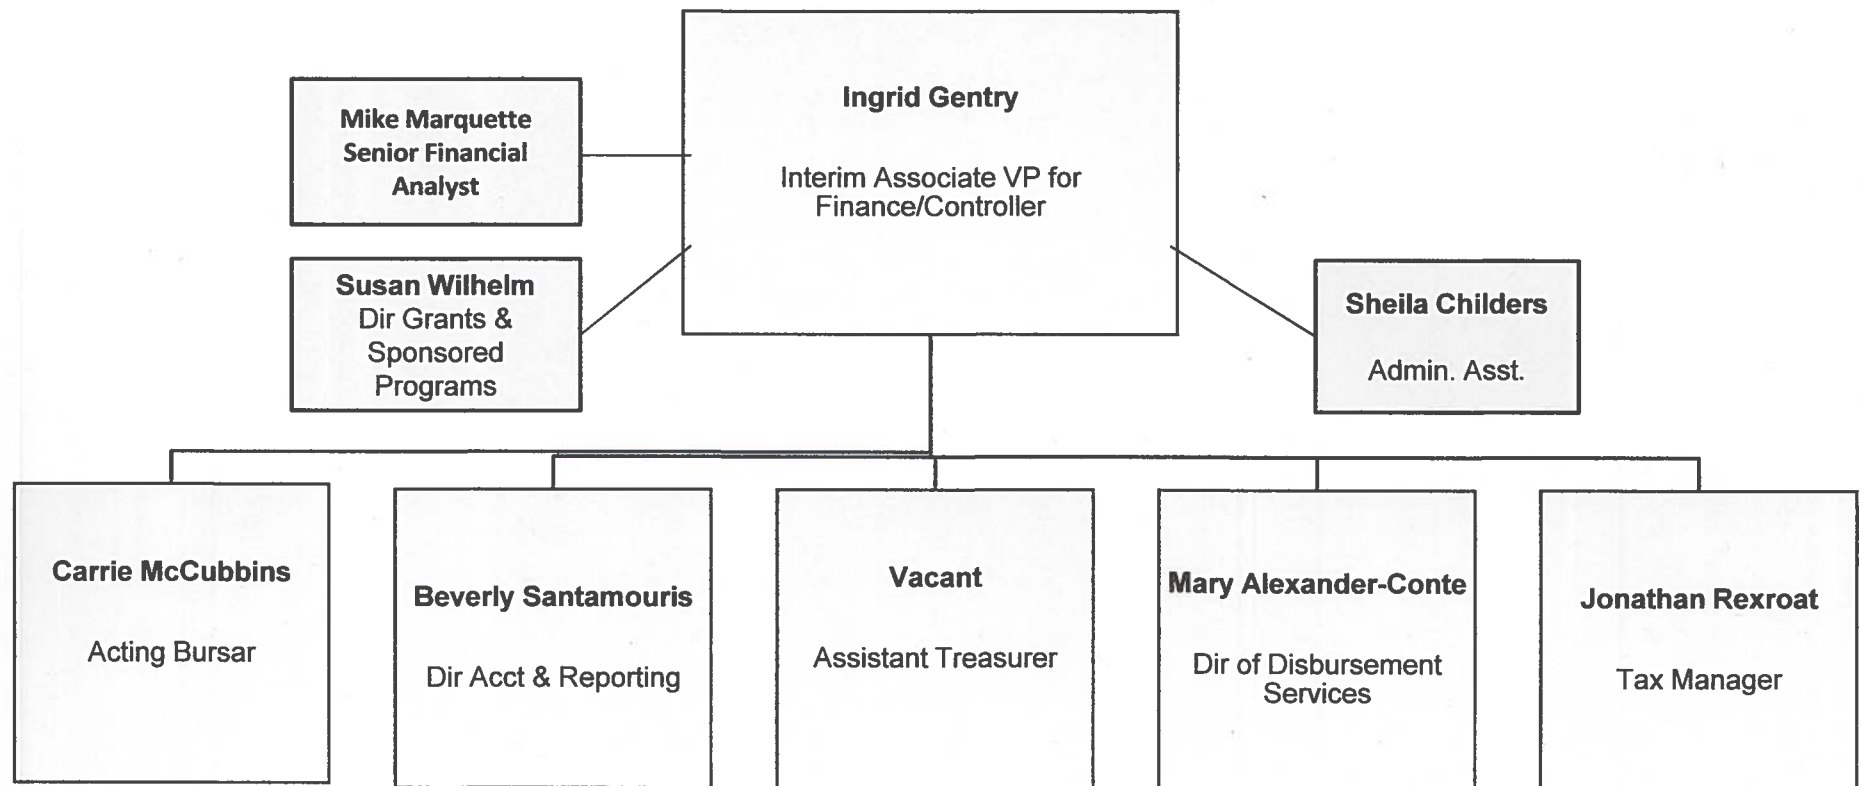 Ingrid Gentry
Interim Associate VP for
Finance/Controller
Mike Marquette
Senior Financial
Analyst
Susan Wilhelm
Dir Grants &
Sponsored
Programs
Sheila Childers
Admin. Asst.
Carrie McCubbins
Acting Bursar
Beverly Santamouris
Dir Acct & Reporting
Vacant
Assistant Treasurer
Mary Alexander-Conte
Dir of Disbursement
Services
Jonathan Rexroat
Tax Manager